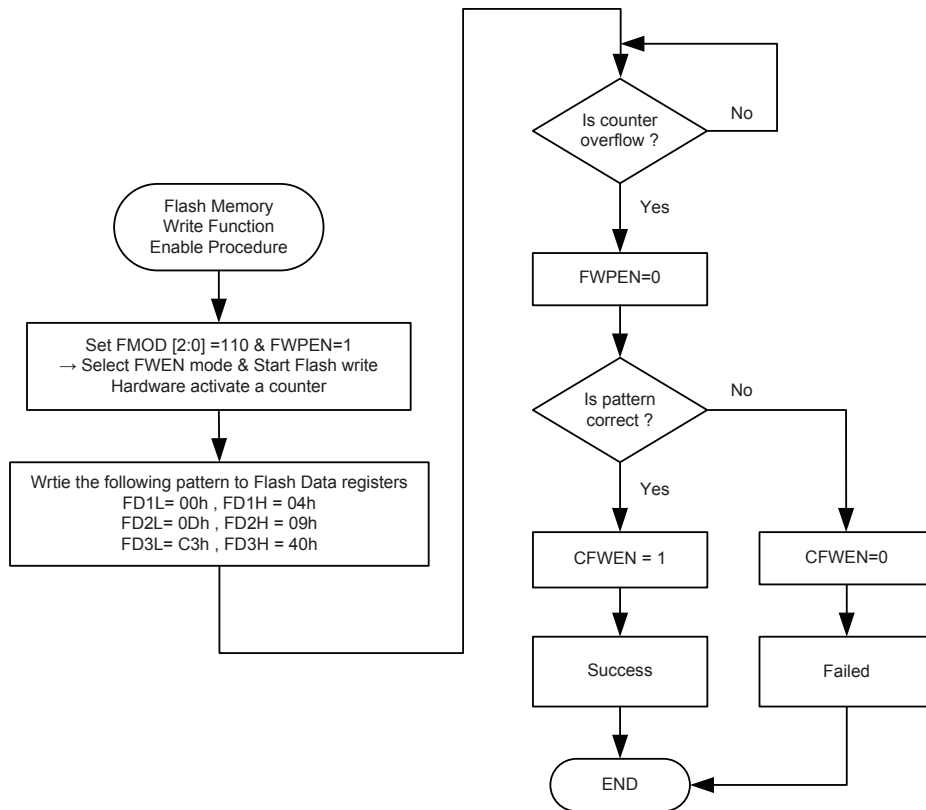 Flash Memory
Write Function
Enable Procedure
Set FMOD [2:0] =110 & FWPEN=1
→ Select FWEN mode & Start Flash write
Hardware activate a counter
Wrtie the following pattern to Flash Data registers
FD1L= 00h , FD1H = 04h
FD2L= 0Dh , FD2H = 09h
FD3L= C3h , FD3H = 40h
Is counter
overflow ?
No
Yes
FWPEN=0
Is pattern
correct ?
No
Yes
CFWEN = 1
CFWEN=0
Success
Failed
END